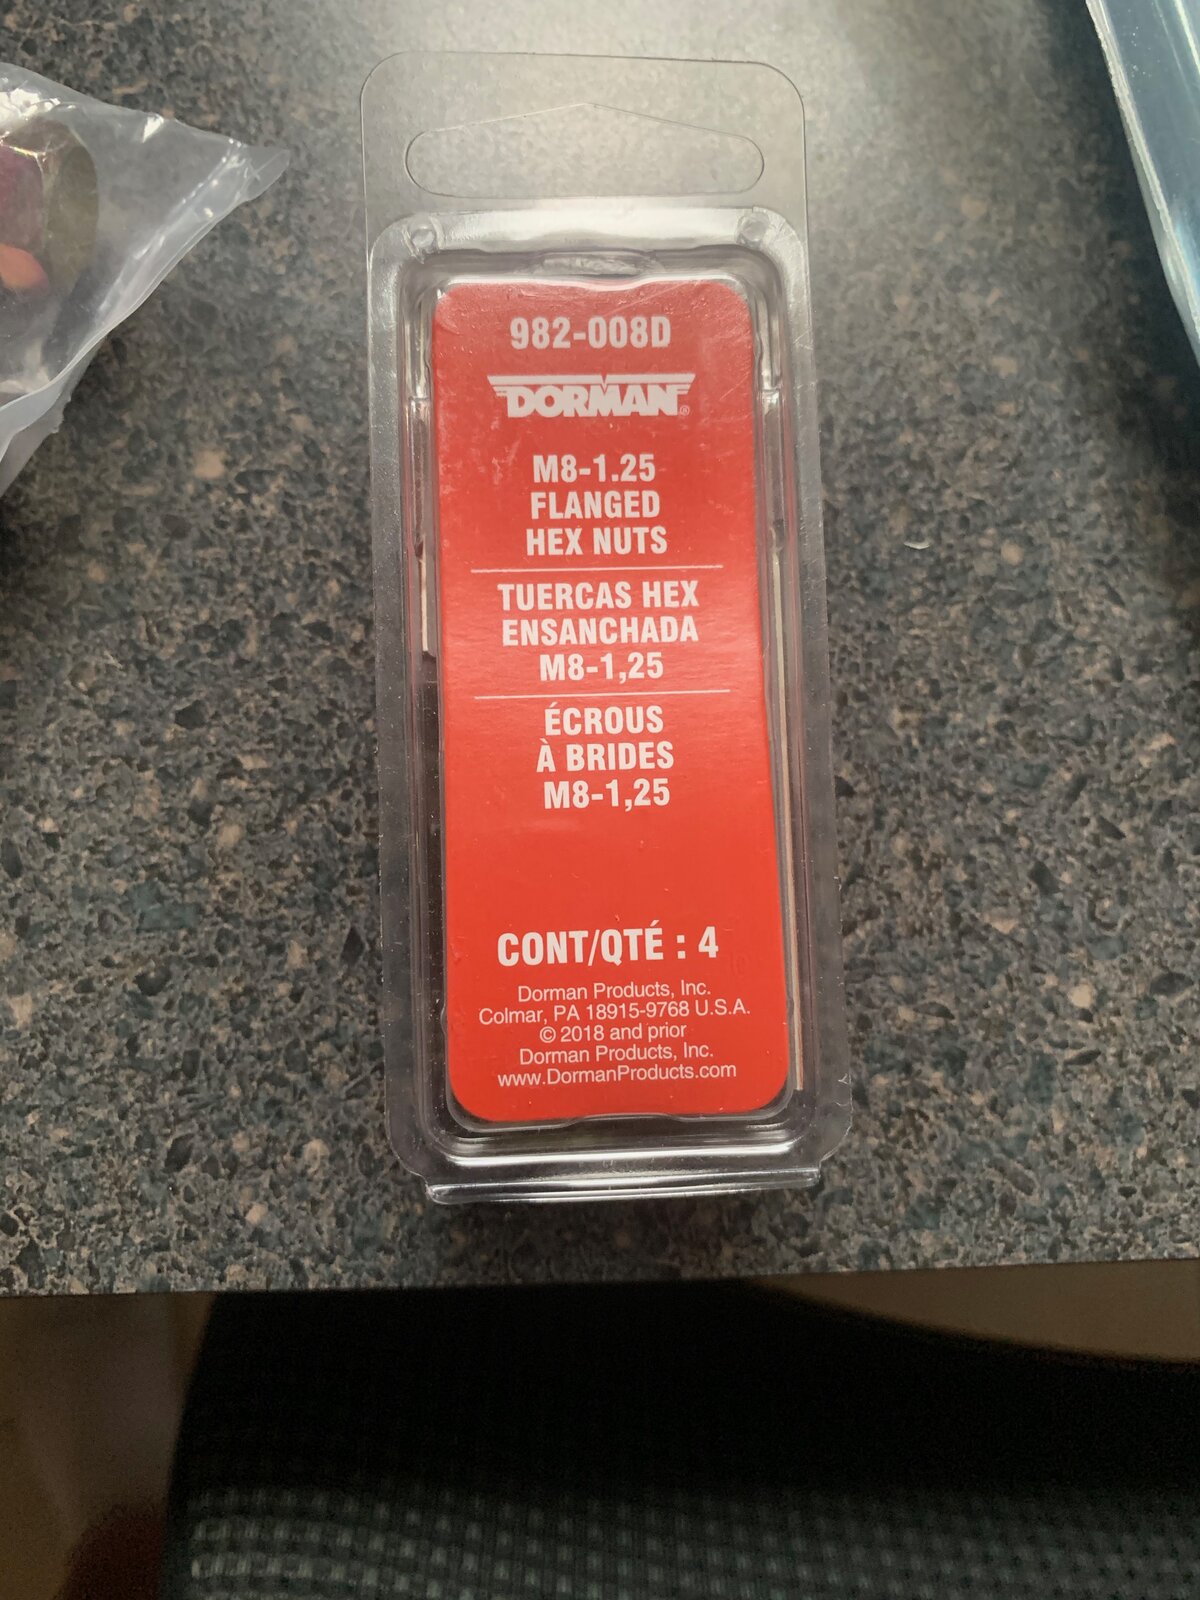 982-008D
DORMAN®
M8-1.25
FLANGED
HEX NUTS
TUERCAS HEX
ENSANCHADA
M8-1,25
ÉCROUS
À BRIDES
M8-1,25
CONT/QTÉ : 4
Dorman Products, Inc.
Colmar, PA 18915-9768 U.S.A.
© 2018 and prior
Dorman Products, Inc.
www.DormanProducts.com